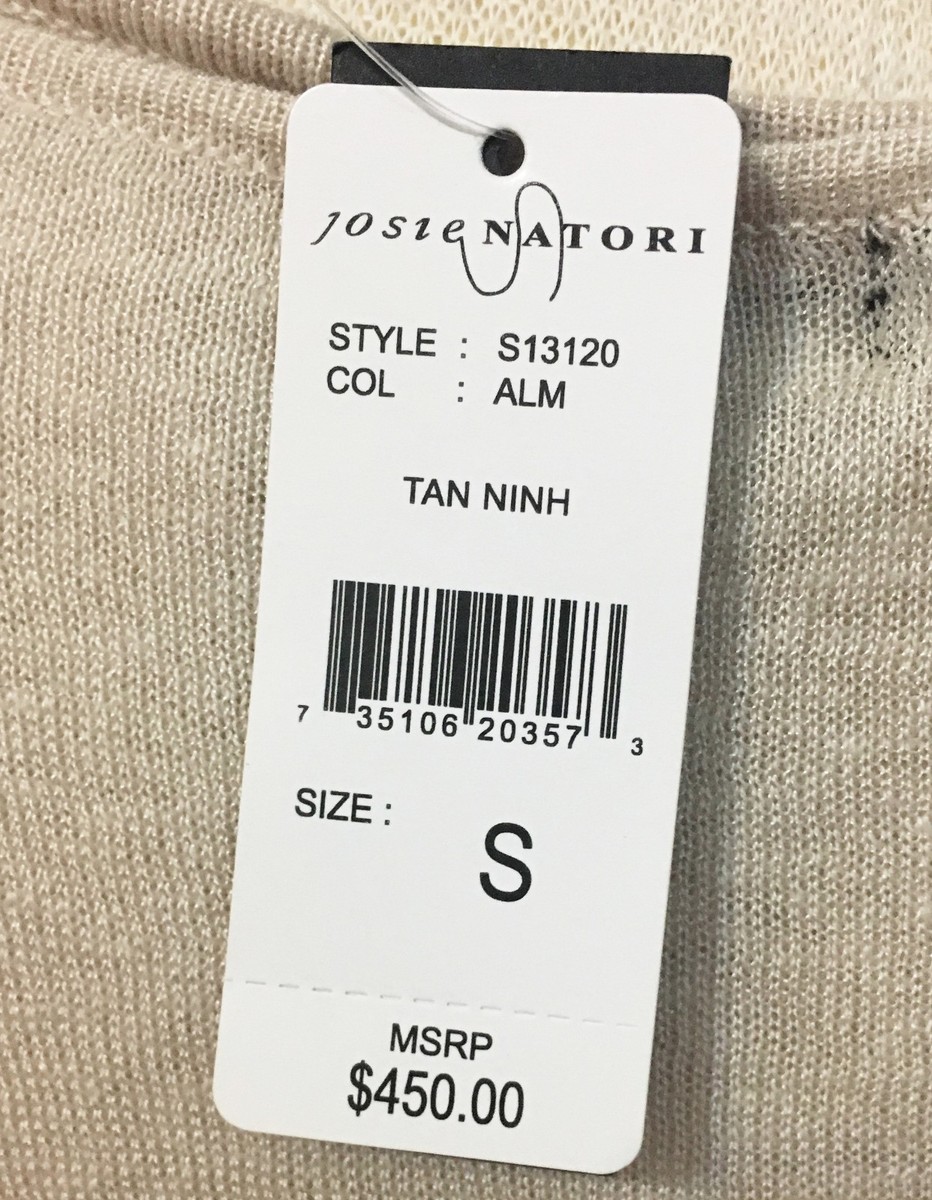 josie NATORI
STYLE : S13120
COL : ALM
TAN NINH
7 35106 20357 3
SIZE : S
MSRP
$450.00